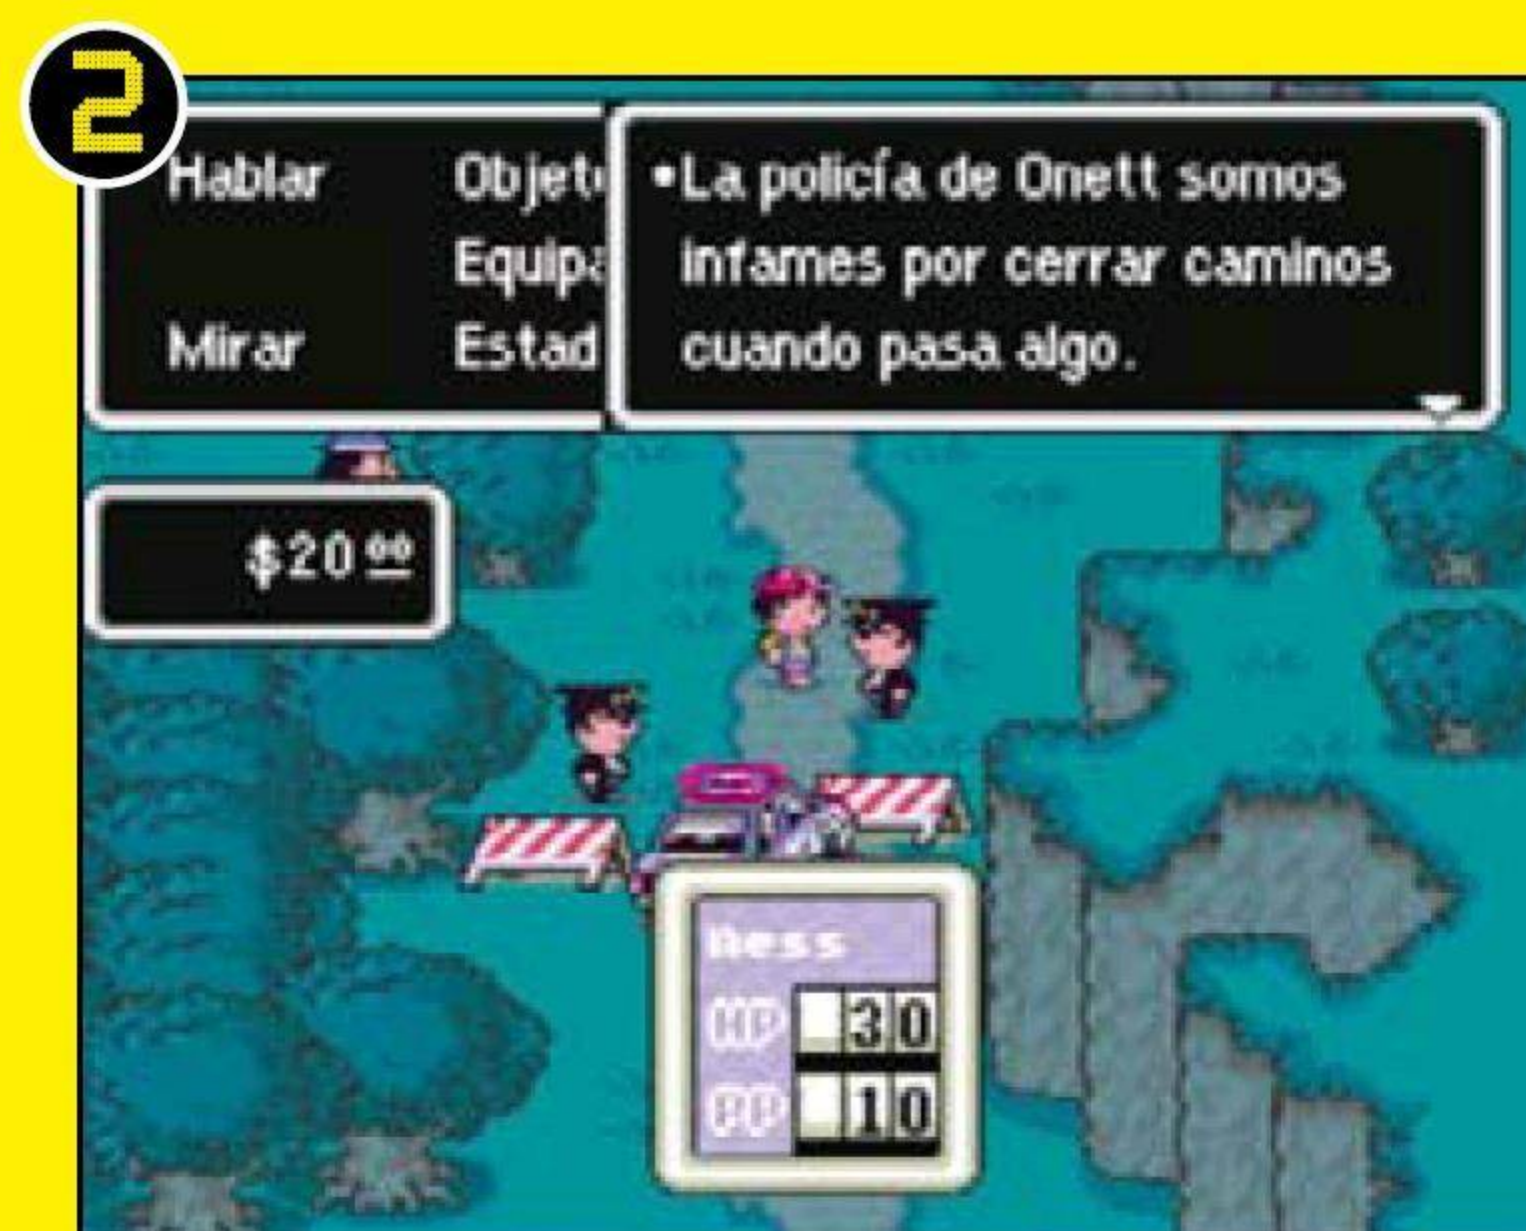 2
Hablar Objet
Equipa
Mirar Estad
•La policía de Onett somos
infames por cerrar caminos
cuando pasa algo.
$20 00
Ness
HP 30
PP 10